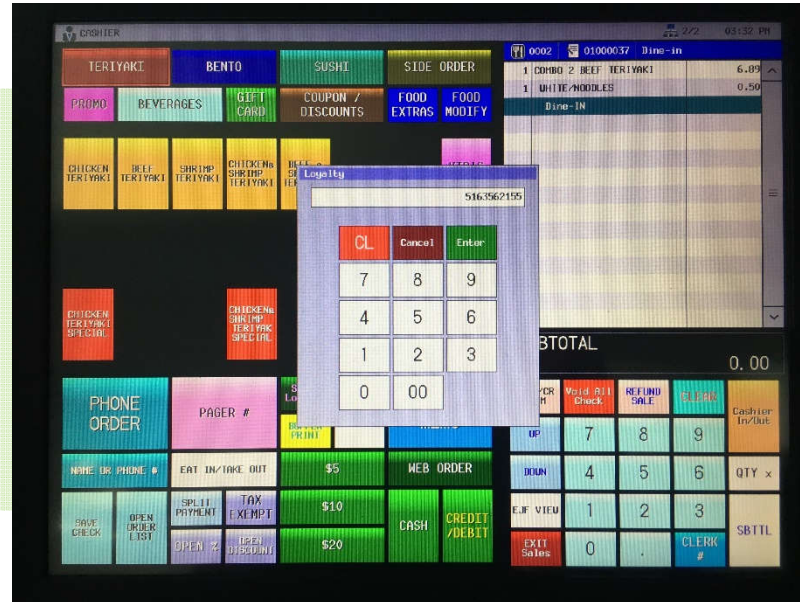 CASHIER
2/2 03:32 PM
TERIYAKI
BENTO
SUSHI
SIDE ORDER
PROMO
BEVERAGES
GIFT
CARD
COUPON /
DISCOUNTS
FOOD
EXTRAS
FOOD
MODIFY
0002 01000037 Dine-in
1 COMBO 2 BEEF TERIYAKI 6.89
1 WHITE/NOODLES 0.50
Dine-IN
CHICKEN
TERIYAKI
BEEF
TERIYAKI
SHRIMP
TERIYAKI
CHICKEN&
SHRIMP
TERIYAKI
Loyalty
5163562155
CL
Cancel
Enter
7 8 9
4 5 6
1 2 3
0 00
CHICKEN
TERIYAKI
SPECIAL
CHICKEN&
SHRIMP
TERIYAK
SPECIAL
BTOTAL
0.00
PHONE
ORDER
PAGER #
PRINT
NAME OR PHONE #
EAT IN/TAKE OUT
$5
WEB ORDER
SAVE
CHECK
OPEN
ORDER
LIST
SPLIT
PAYMENT
TAX
EXEMPT
OPEN %
OPEN
DISCOUNT
$10
$20
CASH
CREDIT
/DEBIT
Void All
Check
REFUND
SALE
CLEAR
Cashier
In/Out
UP
7 8 9
DOWN
4 5 6
QTY ×
EJF VIEW
1 2 3
SBTTL
EXIT
Sales
0 .
CLERK
#